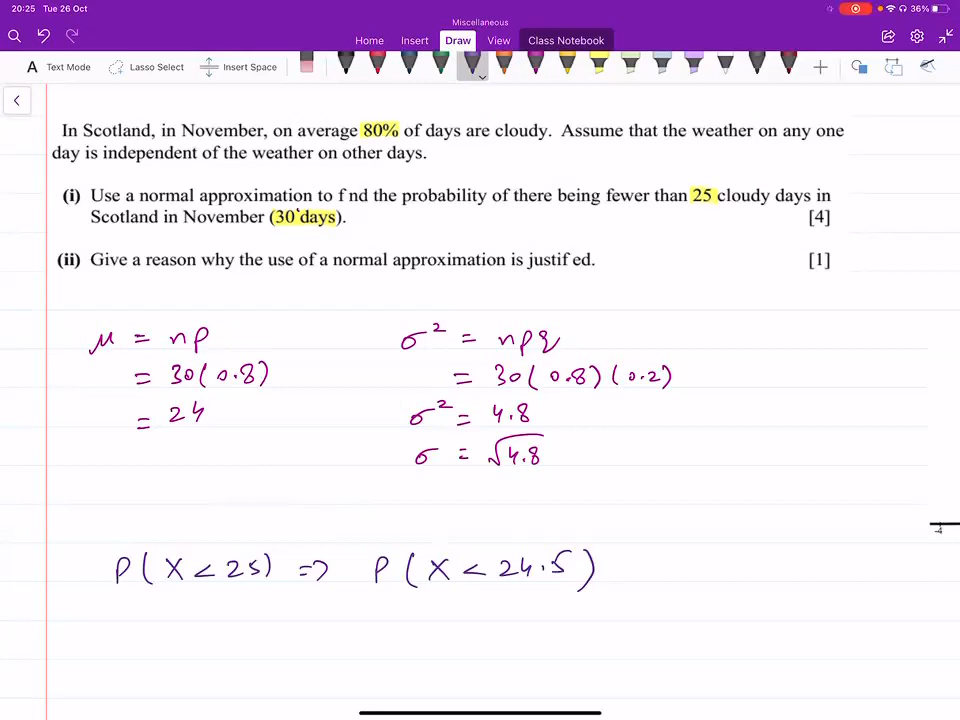 20:25 Tue 26 Oct
36%
Miscellaneous
Home Insert Draw View Class Notebook
A Text Mode Lasso Select Insert Space
In Scotland, in November, on average 80% of days are cloudy. Assume that the weather on any one
day is independent of the weather on other days.
(i) Use a normal approximation to f nd the probability of there being fewer than 25 cloudy days in
Scotland in November (30 days). [4]
(ii) Give a reason why the use of a normal approximation is justif ed. [1]
μ = np σ² = npq
= 30(0.8) = 30(0.8)(0.2)
= 24 σ² = 4.8
σ = √4.8
P(X < 25) => P(X < 24.5)